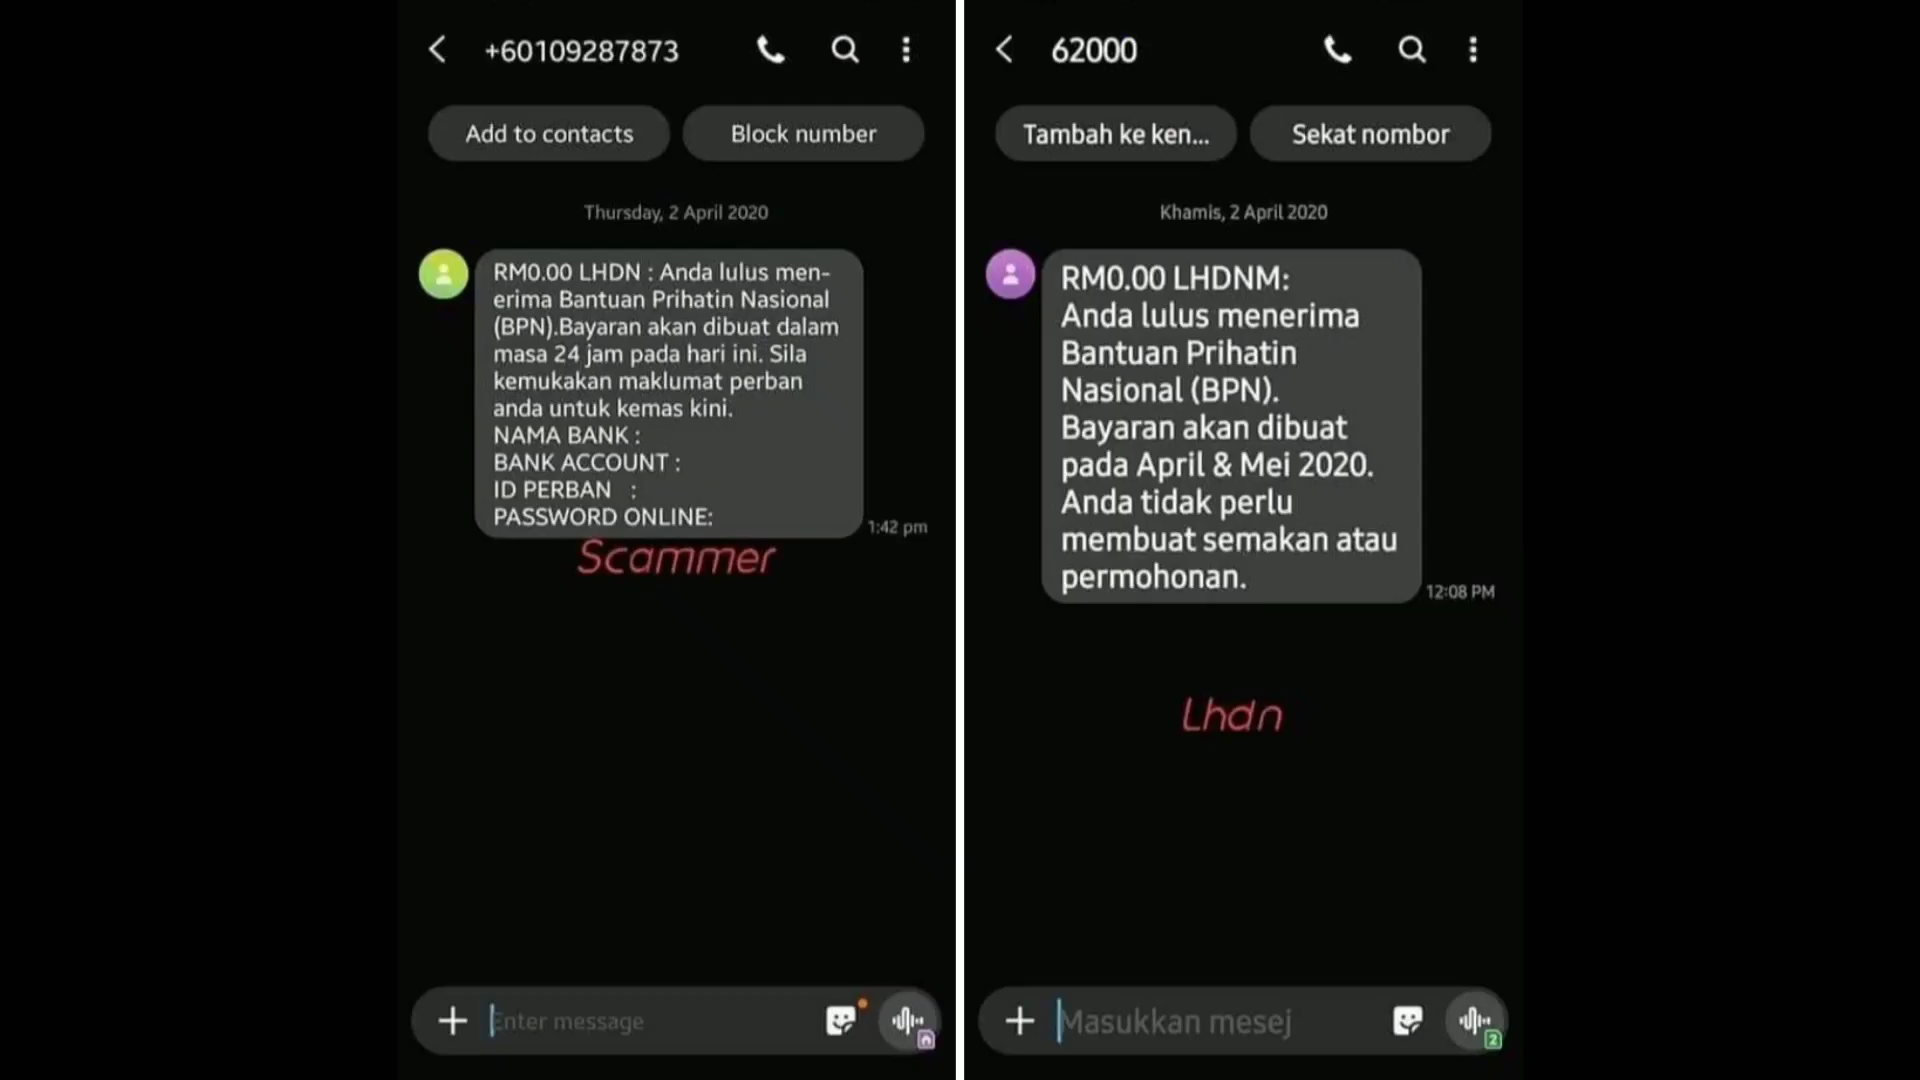 +60109287873
Add to contacts
Block number
Thursday, 2 April 2020
RM0.00 LHDN : Anda lulus men-
erima Bantuan Prihatin Nasional
(BPN).Bayaran akan dibuat dalam
masa 24 jam pada hari ini. Sila
kemukakan maklumat perban
anda untuk kemas kini.
NAMA BANK :
BANK ACCOUNT :
ID PERBAN :
PASSWORD ONLINE:
1:42 pm
Scammer
Enter message
62000
Tambah ke ken...
Sekat nombor
Khamis, 2 April 2020
RM0.00 LHDNM:
Anda lulus menerima
Bantuan Prihatin
Nasional (BPN).
Bayaran akan dibuat
pada April & Mei 2020.
Anda tidak perlu
membuat semakan atau
permohonan.
12:08 PM
Lhdn
Masukkan mesej
2